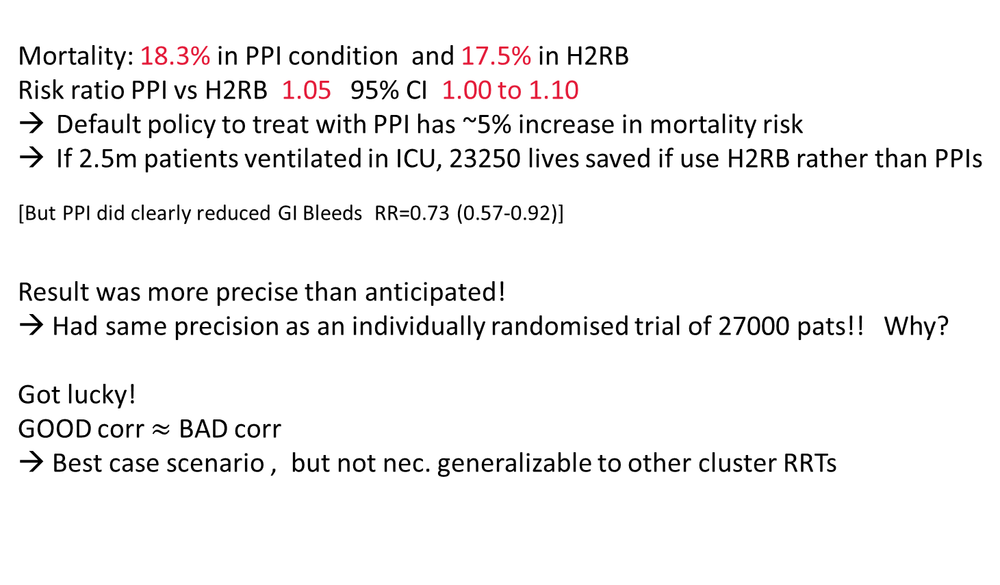 Mortality: 18.3% in PPI condition and 17.5% in H2RB
Risk ratio PPI vs H2RB 1.05 95% CI 1.00 to 1.10
→ Default policy to treat with PPI has ~5% increase in mortality risk
→ If 2.5m patients ventilated in ICU, 23250 lives saved if use H2RB rather than PPIs
[But PPI did clearly reduced GI Bleeds RR=0.73 (0.57-0.92)]
Result was more precise than anticipated!
→ Had same precision as an individually randomised trial of 27000 pats!! Why?
Got lucky!
GOOD corr ≈ BAD corr
→ Best case scenario , but not nec. generalizable to other cluster RRTs